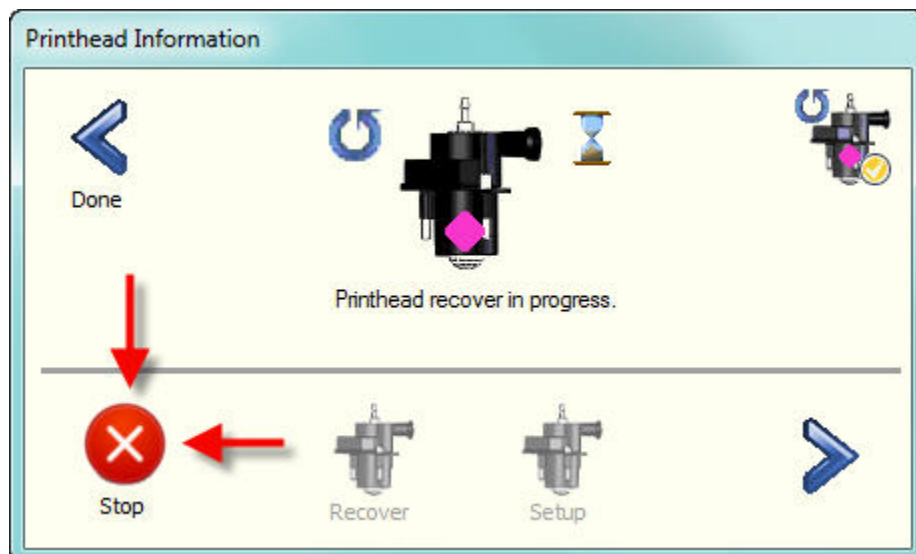 Printhead Information
Done
Printhead recover in progress.
Stop
Recover
Setup